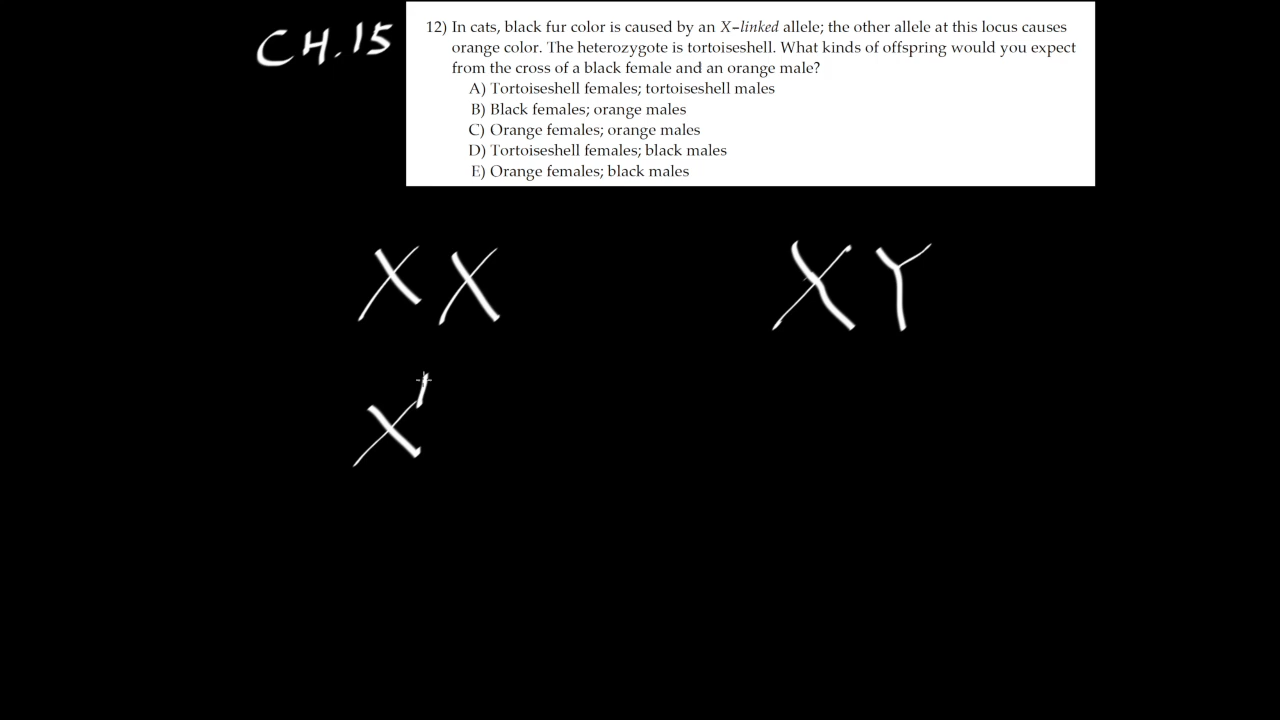 CH.15
12) In cats, black fur color is caused by an X-linked allele; the other allele at this locus causes
orange color. The heterozygote is tortoiseshell. What kinds of offspring would you expect
from the cross of a black female and an orange male?
A) Tortoiseshell females; tortoiseshell males
B) Black females; orange males
C) Orange females; orange males
D) Tortoiseshell females; black males
E) Orange females; black males
XX XY
X